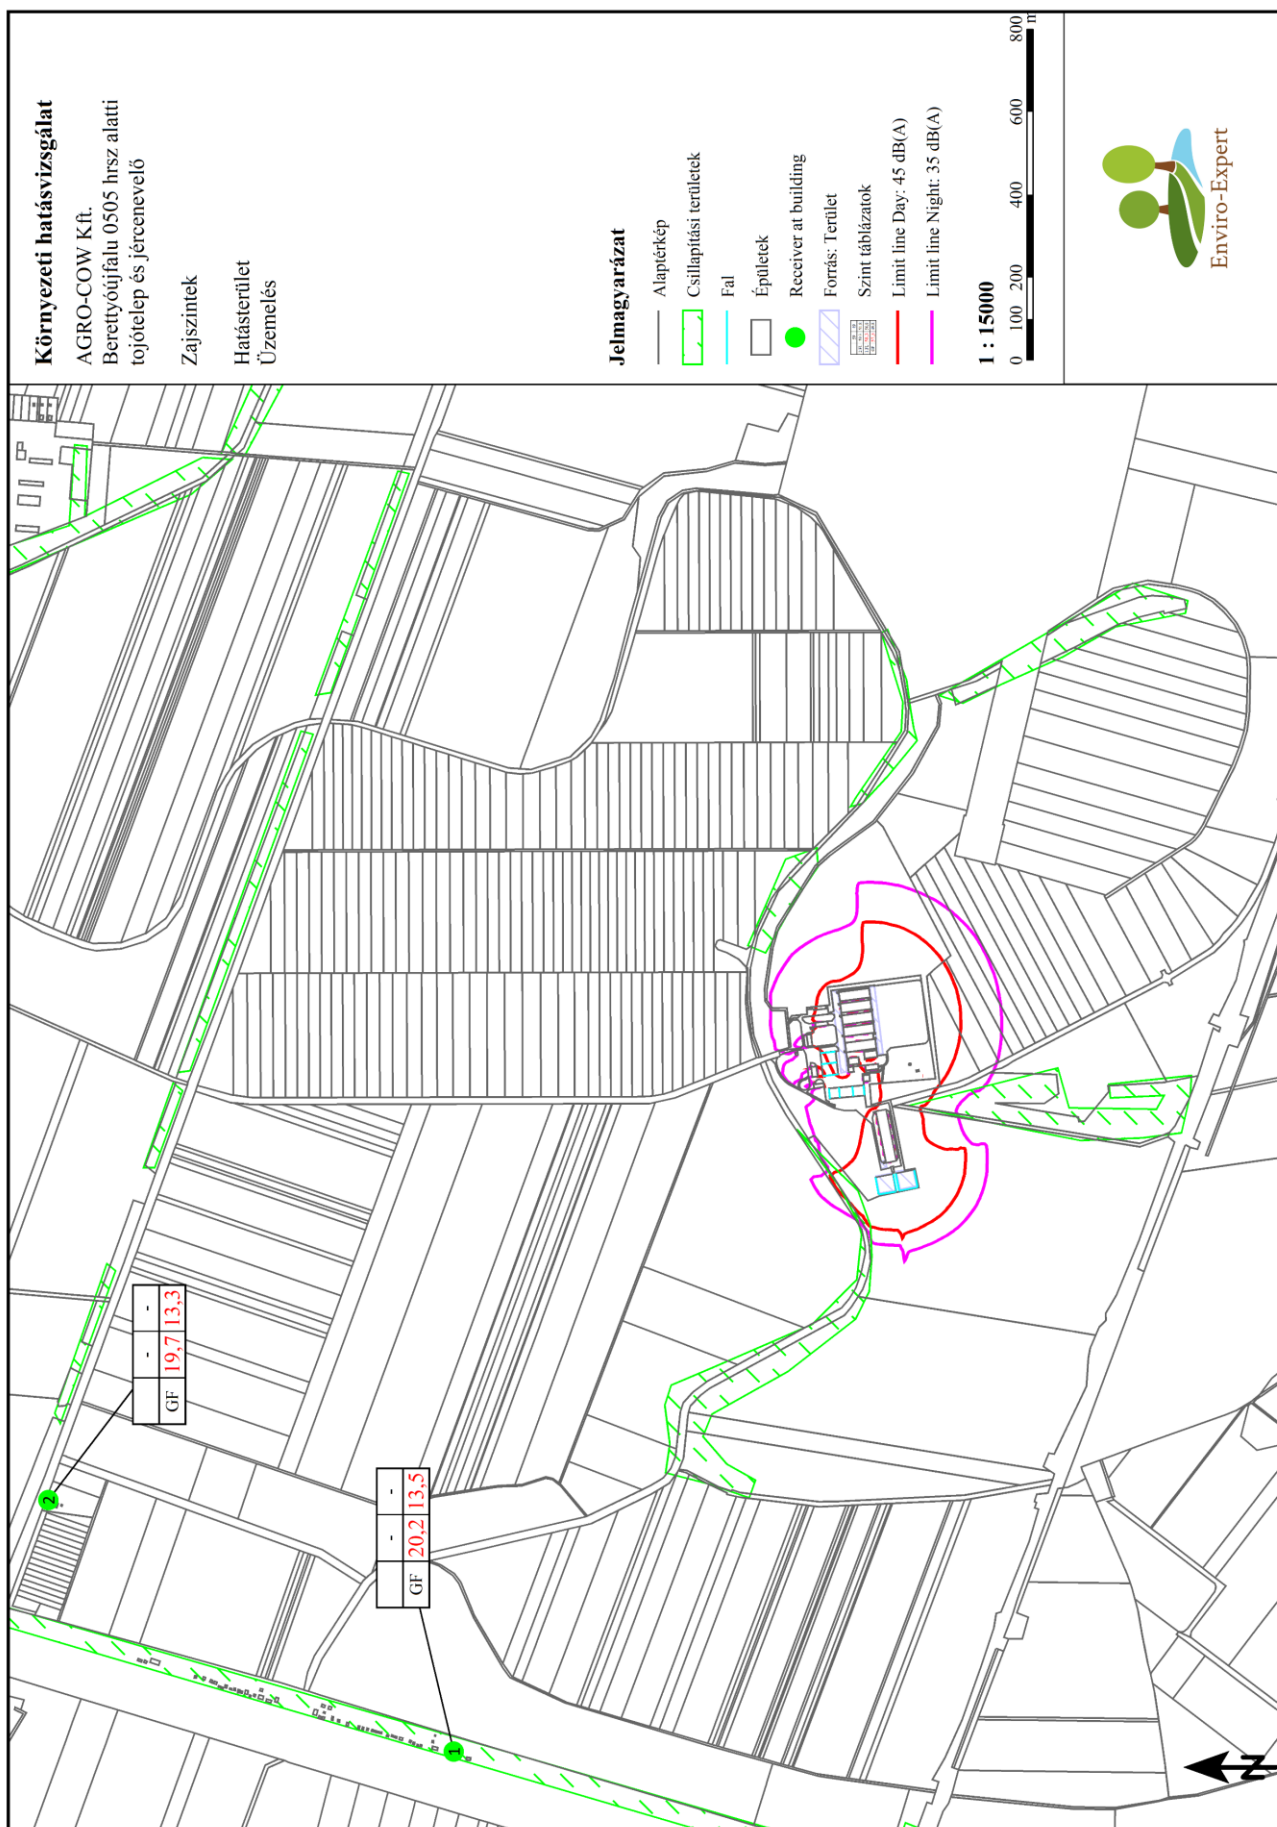 Környezeti hatásvizsgálat
AGRO-COW Kft.
Berettyóújfalu 0505 hrsz alatti
tojótelep és jércenevelő
Zajszintek
Hatásterület
Üzemelés
Jelmagyarázat
Alaptérkép
Csillapítási területek
Fal
Épületek
Receiver at building
Forrás: Terület
Szint táblázatok
Limit line Day: 45 dB(A)
Limit line Night: 35 dB(A)
1 : 15000
0 100 200 400 600 800
m
Enviro-Expert
2
- -
GF 19,7 13,3
1
- -
GF 20,2 13,5
N